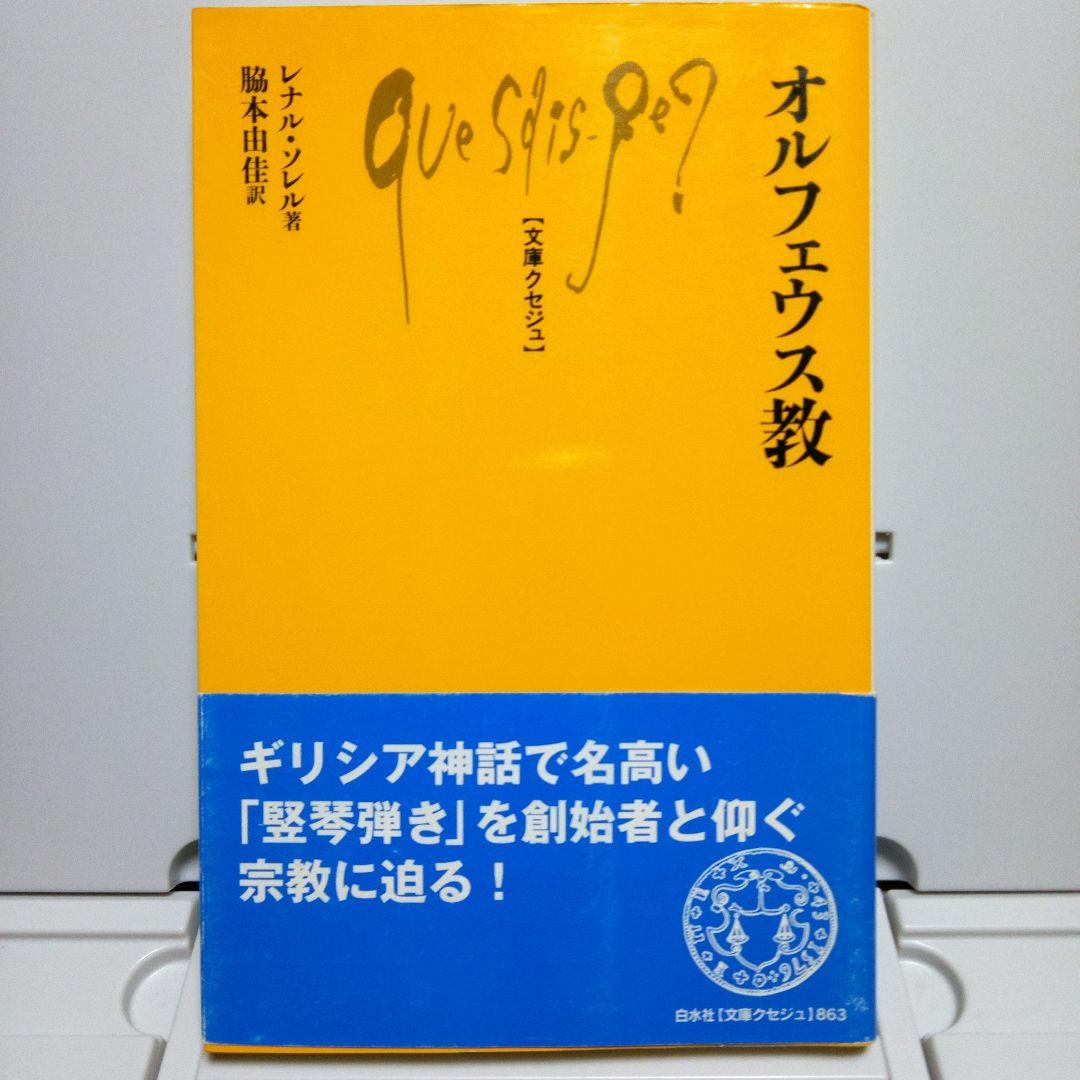 オルフェウス教
que sais-je?
【文庫クセジュ】
レナル・ソレル著
脇本由佳訳
ギリシア神話で名高い
「竪琴弾き」を創始者と仰ぐ
宗教に迫る!
白水社【文庫クセジュ】863